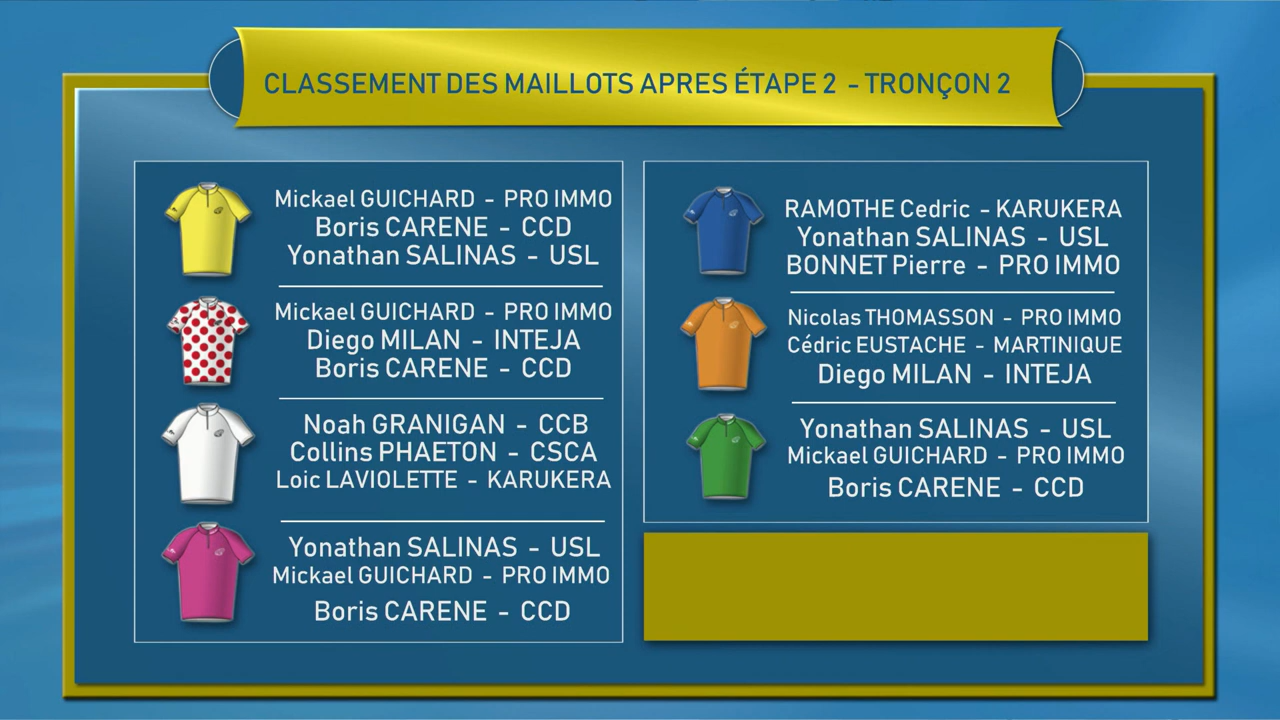 CLASSEMENT DES MAILLOTS APRES ÉTAPE 2 - TRONÇON 2
Mickael GUICHARD - PRO IMMO
Boris CARENE - CCD
Yonathan SALINAS - USL
Mickael GUICHARD - PRO IMMO
Diego MILAN - INTEJA
Boris CARENE - CCD
Noah GRANIGAN - CCB
Collins PHAETON - CSCA
Loic LAVIOLETTE - KARUKERA
Yonathan SALINAS - USL
Mickael GUICHARD - PRO IMMO
Boris CARENE - CCD
RAMOTHE Cedric - KARUKERA
Yonathan SALINAS - USL
BONNET Pierre - PRO IMMO
Nicolas THOMASSON - PRO IMMO
Cédric EUSTACHE - MARTINIQUE
Diego MILAN - INTEJA
Yonathan SALINAS - USL
Mickael GUICHARD - PRO IMMO
Boris CARENE - CCD